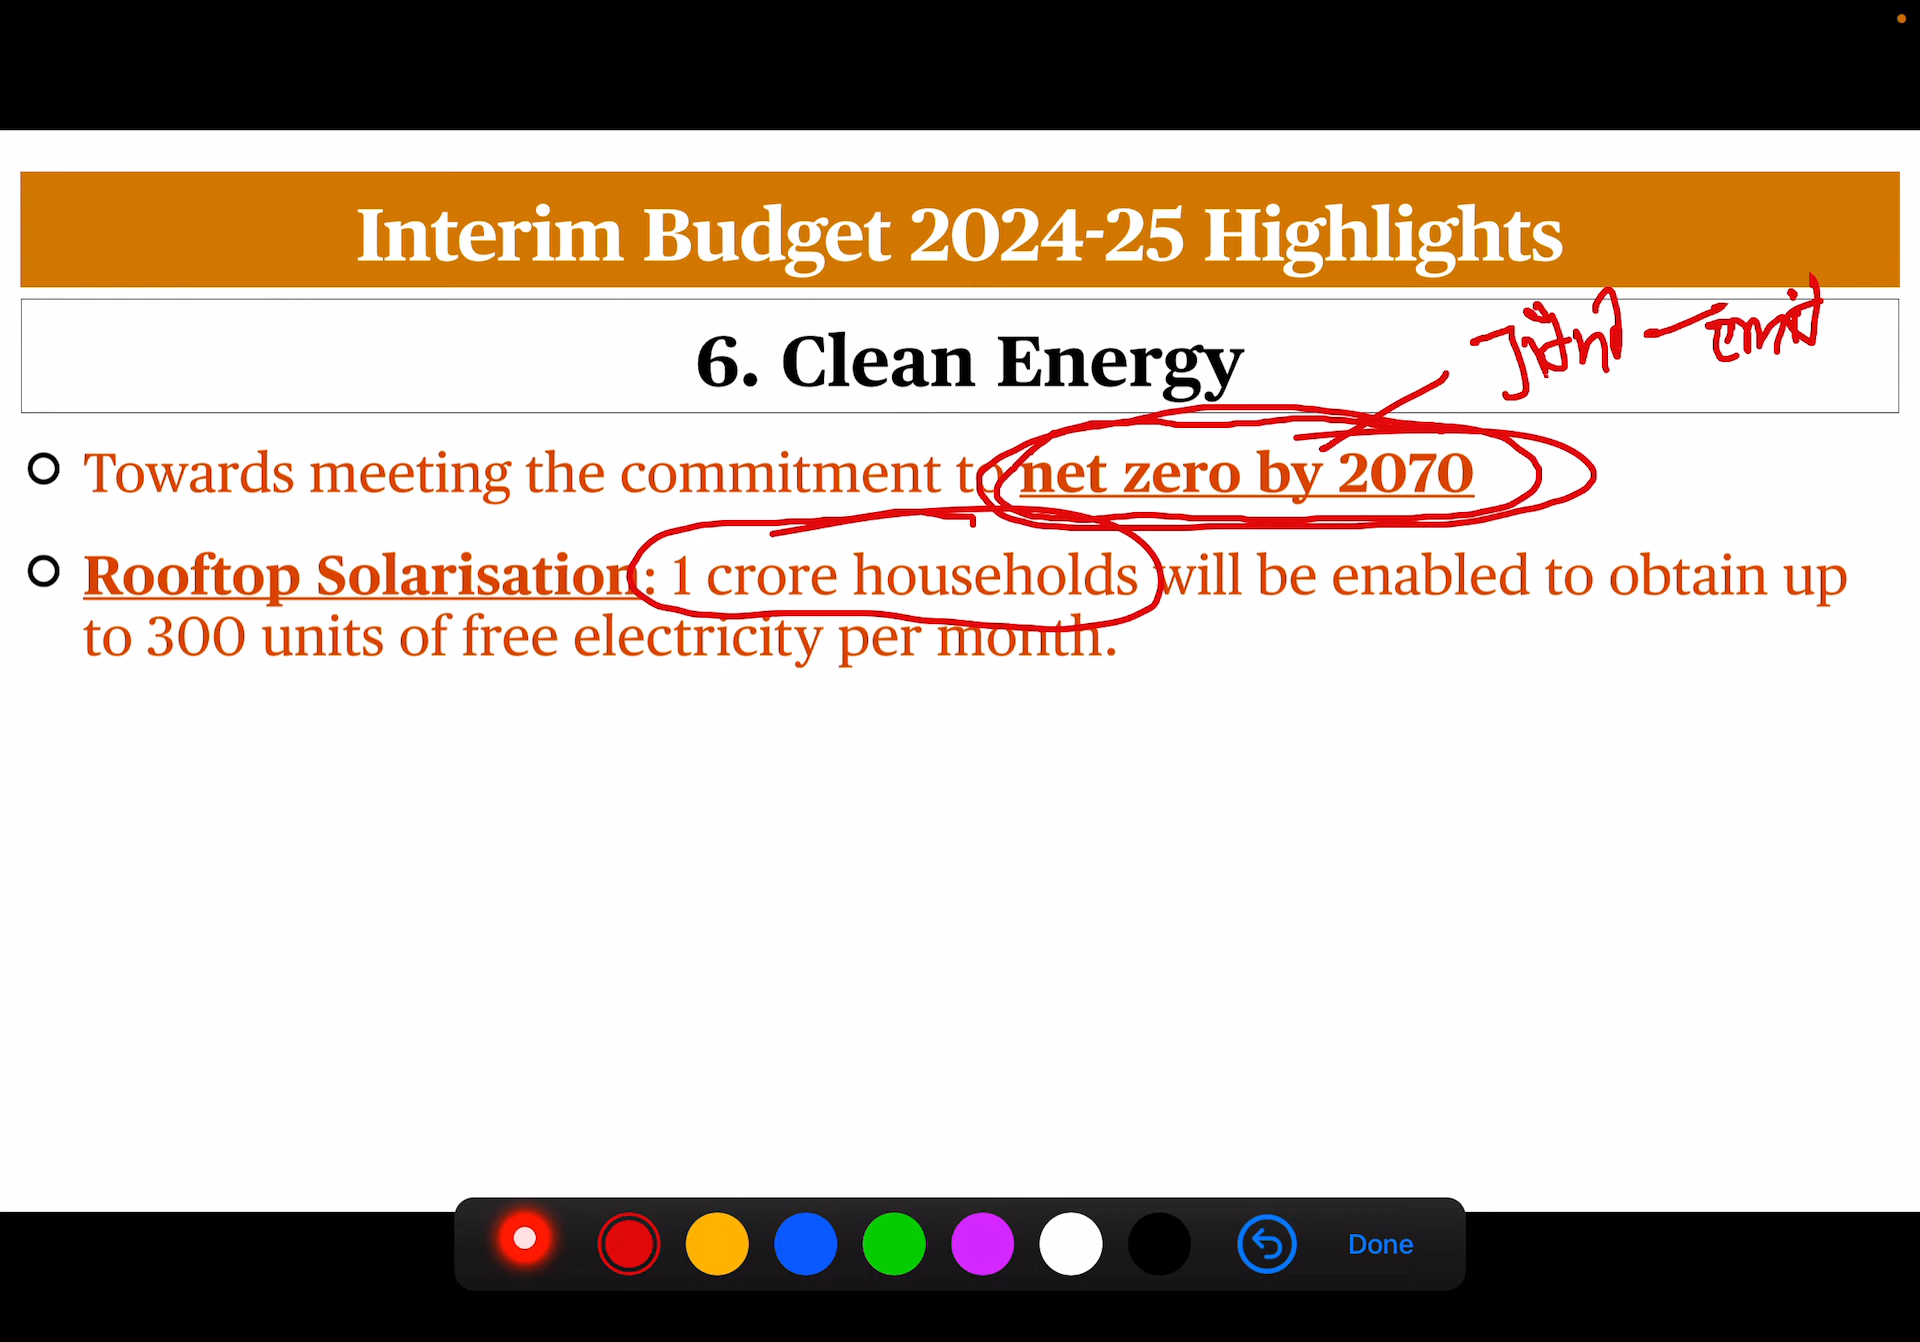 Interim Budget 2024-25 Highlights
6. Clean Energy
Towards meeting the commitment to net zero by 2070
Rooftop Solarisation: 1 crore households will be enabled to obtain up
to 300 units of free electricity per month.
Done